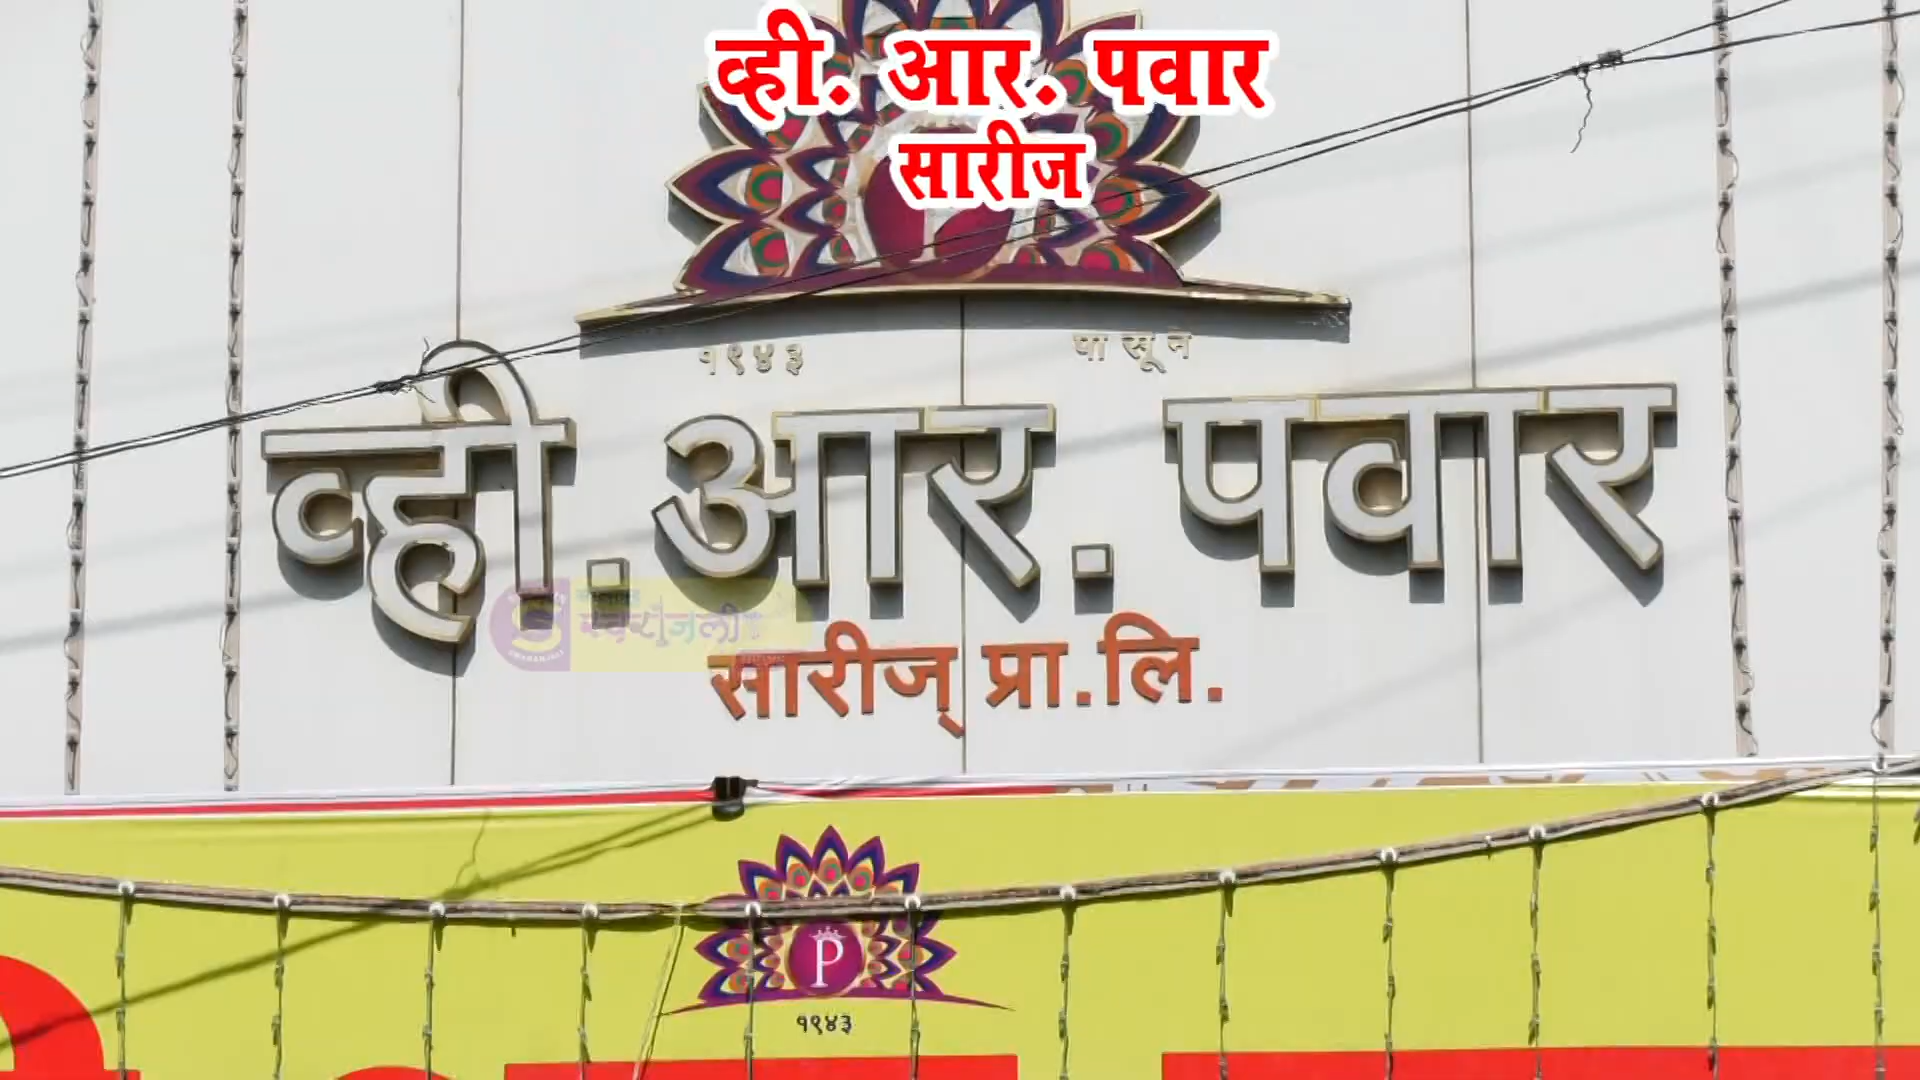 व्ही. आर. पवार
सारीज
१९४३ पासून
व्ही.आर.पवार
सारीज् प्रा.लि.
P
१९४३